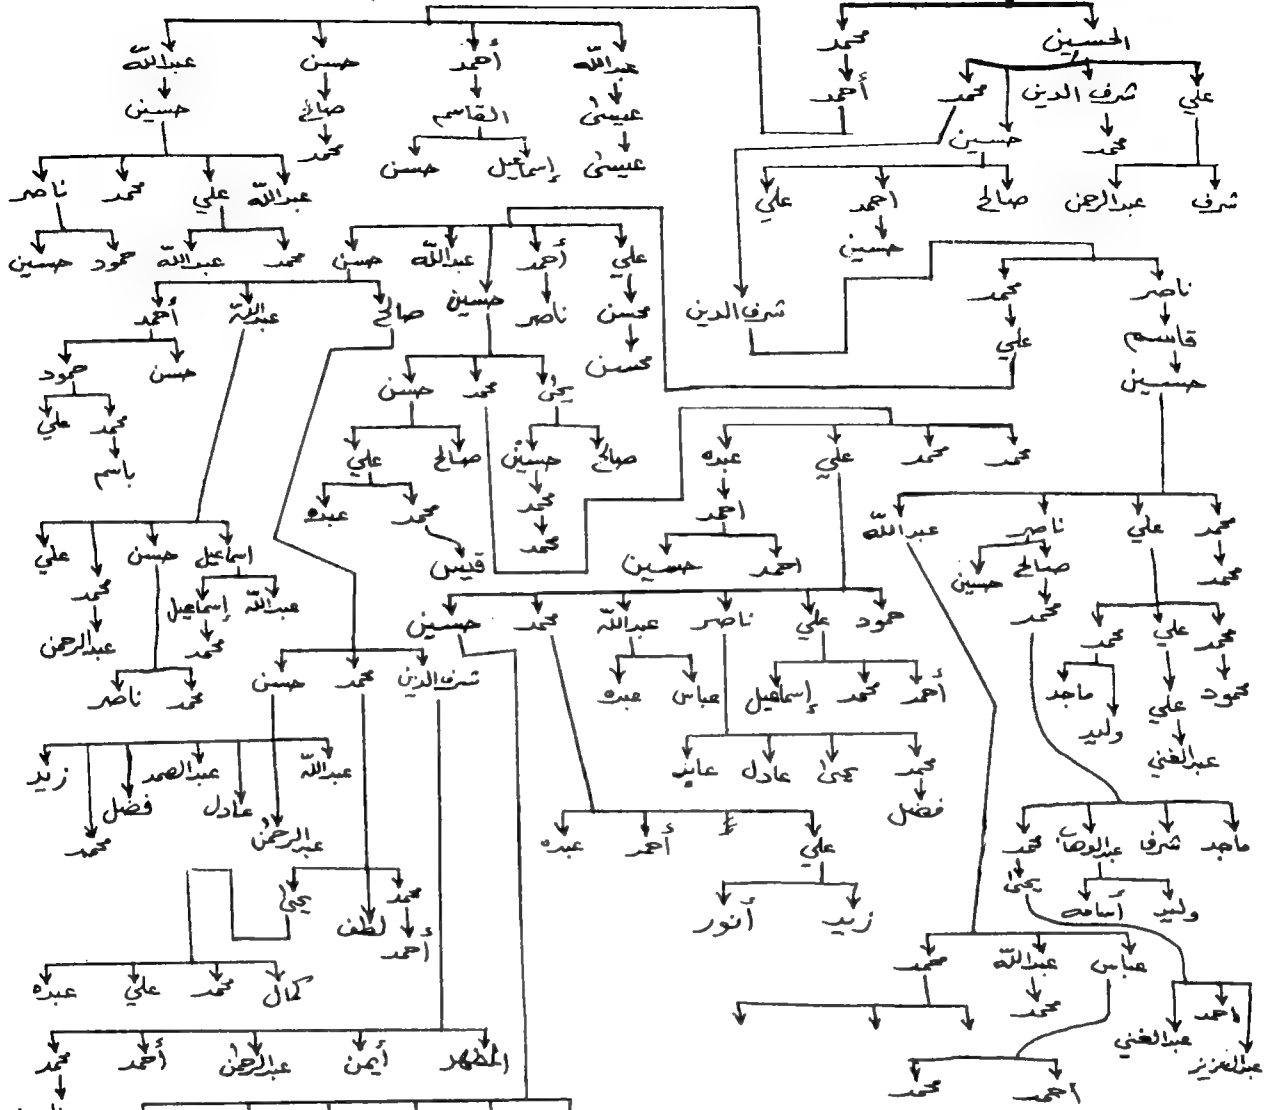 محمد الحسين
عبدالله حسن أحمد عبدالله
أحمد محمد شرف الدين علي
حسين صالح القاسم عيسى
حسين محمد
محمد حسن إسماعيل عيسى
ناصر محمد علي عبدالله
علي أحمد صالح عبدالرحمن شرف
حسين حمود عبدالله محمد
حسين
حسن عبدالله أحمد علي
حسين
محمد ناصر
أحمد عبدالله صالح ناصر محسن
شرف الدين
علي قاسم
حمود حسن محسن
حسن محمد يحيى
حسين
علي محمد
باسم
علي صالح حسين صالح
عبده علي محمد محمد
عبده محمد محمد
أحمد
محمد
قيس حسين أحمد
عبدالله ناصر علي محمد
حسين صالح محمد
محمد
علي محمد حسن إسماعيل
عبدالرحمن إسماعيل عبدالله
محمد
ناصر محمد
حسين محمد عبدالله ناصر علي حمود
محمد علي محمد
حسن محمد شرف الدين
عبده عباس إسماعيل محمد أحمد
ماجد وليد علي محمود
عبدالغني
زيد محمد فضل عبدالصمد عادل عبدالرحمن عبدالله
عايد عادل يحيى محمد
فضل
عبده أحمد علي
محمد عبدالوهاب شرف ماجد
يحيى أسامه وليد
يحيى لطف محمد
أحمد
أنور زيد
عبده علي محمد كمال
محمد عبدالله عباس
محمد
عبدالغني أحمد عبدالعزيز
محمد أحمد عبدالرحمن أيمن المطهر
محمد أحمد